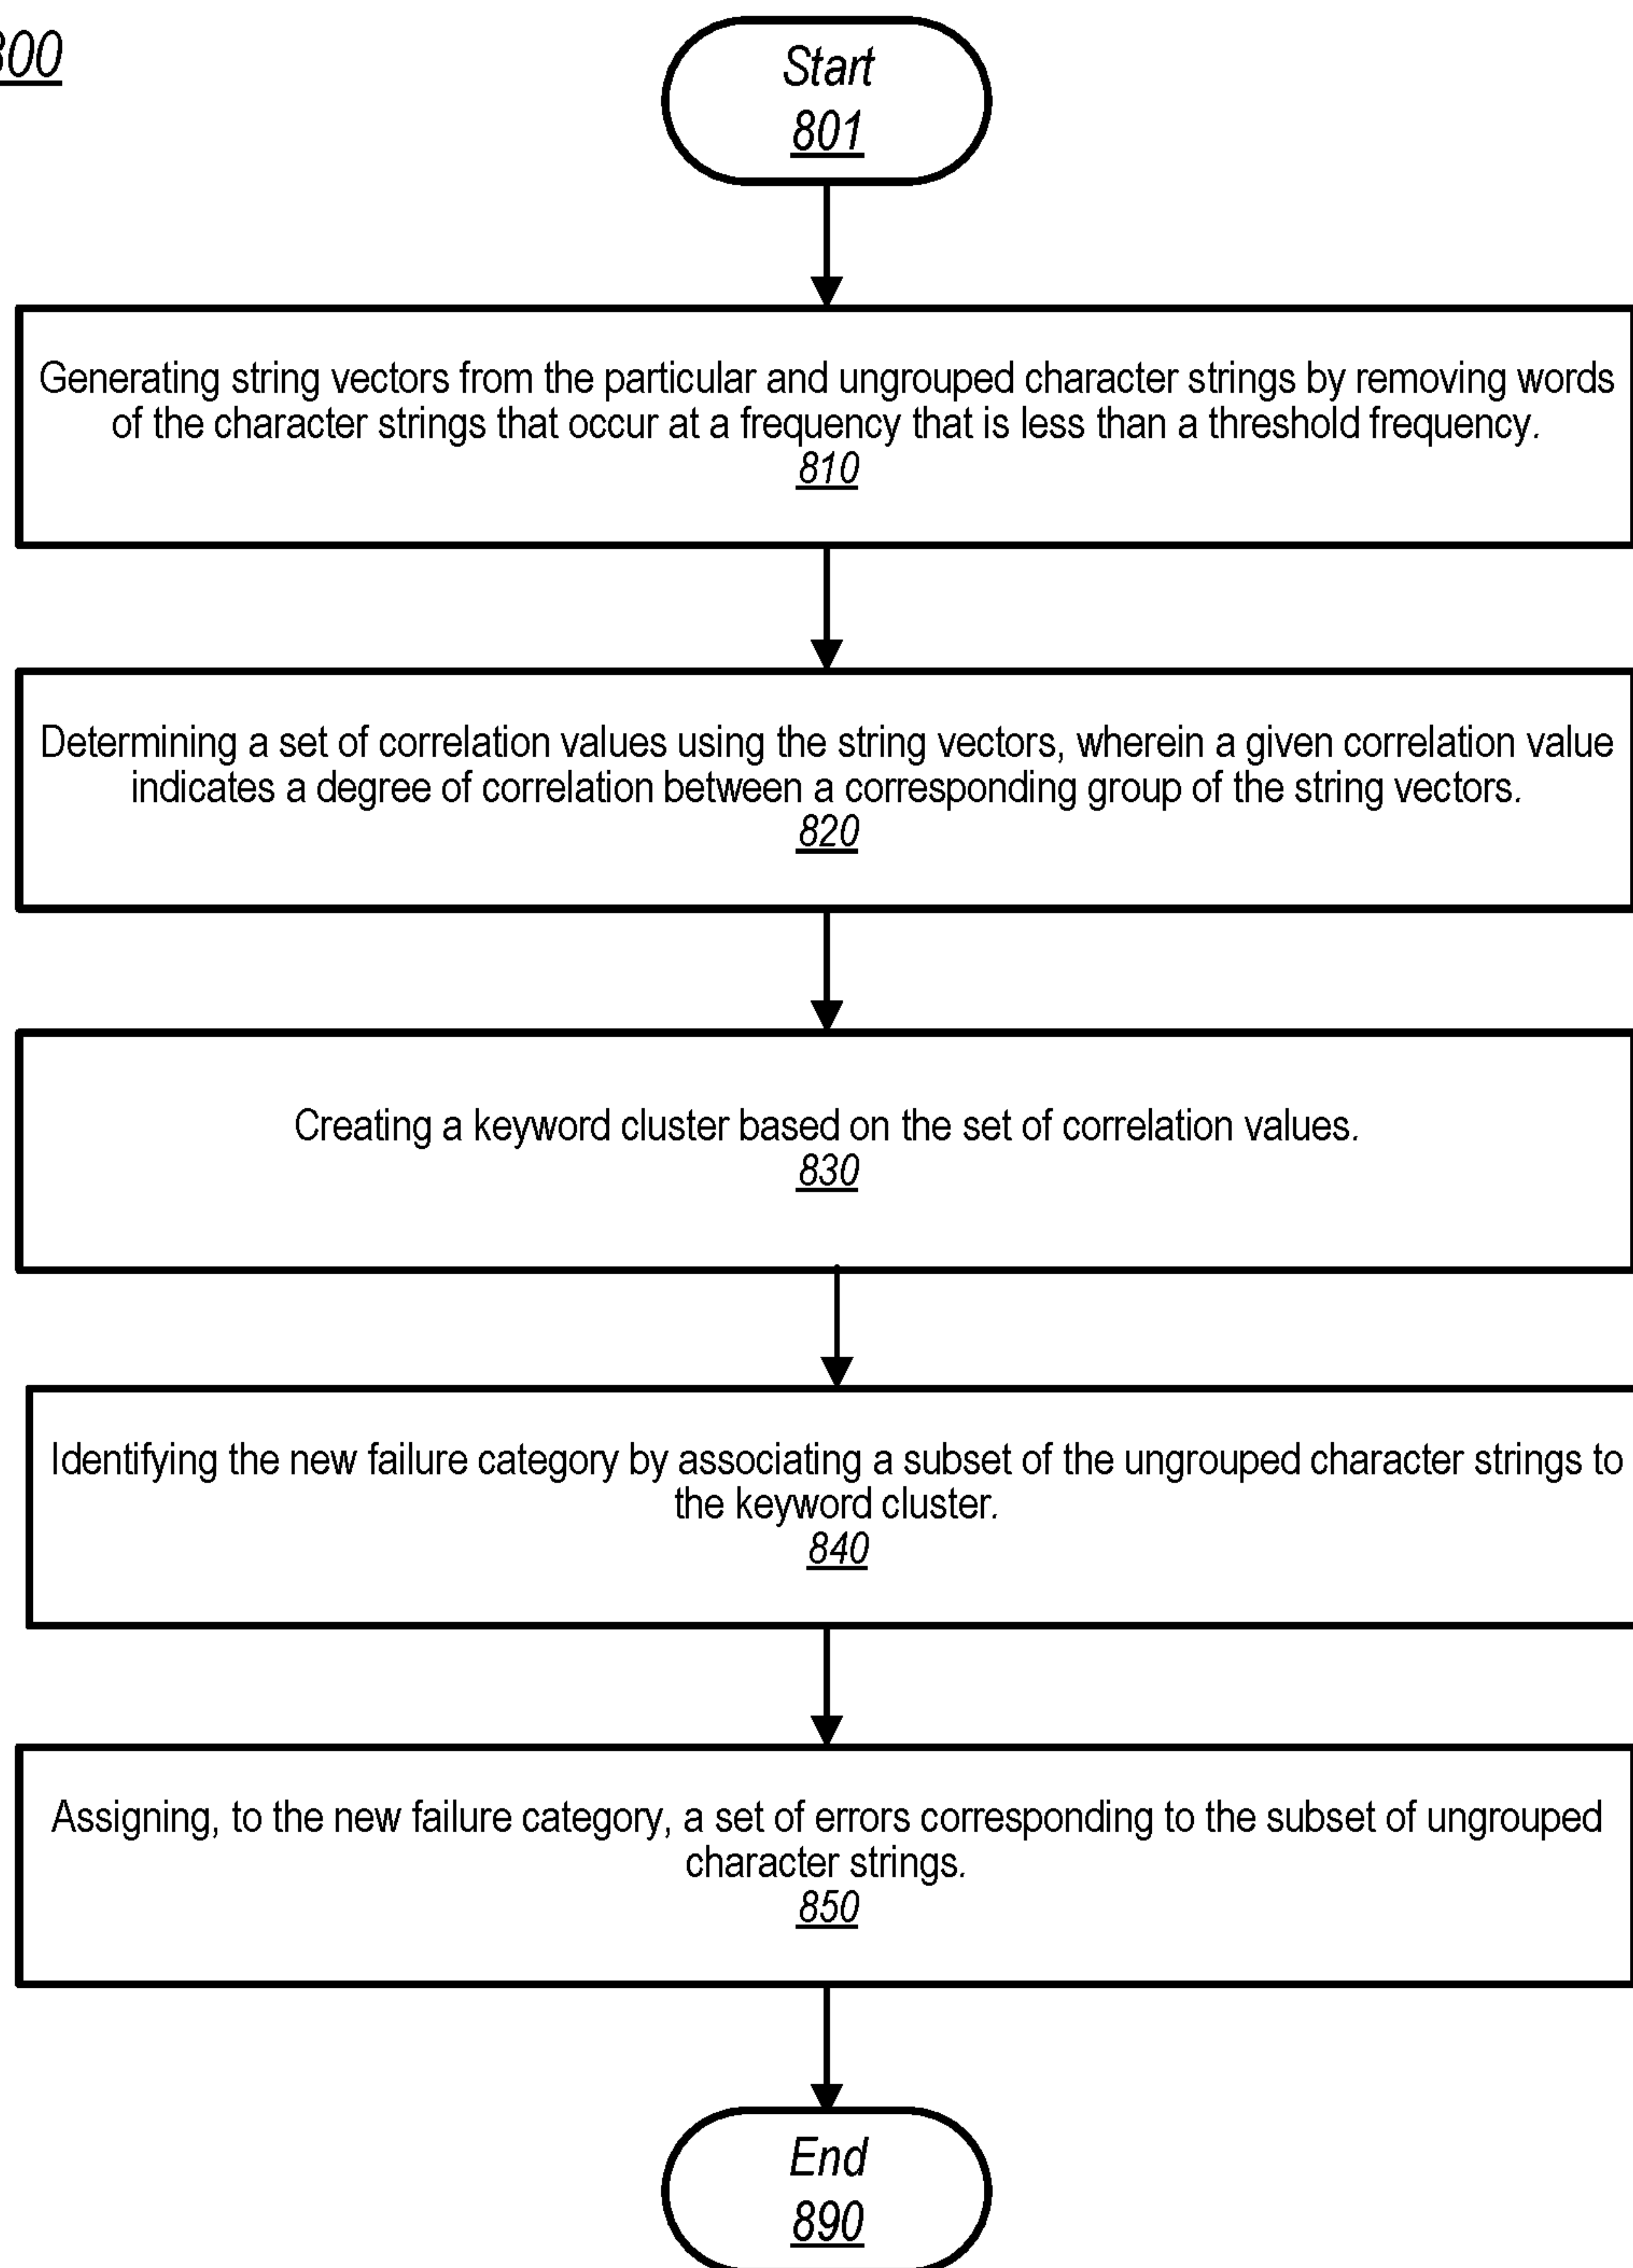 800
Start
801
Generating string vectors from the particular and ungrouped character strings by removing words
of the character strings that occur at a frequency that is less than a threshold frequency.
810
Determining a set of correlation values using the string vectors, wherein a given correlation value
indicates a degree of correlation between a corresponding group of the string vectors.
820
Creating a keyword cluster based on the set of correlation values.
830
Identifying the new failure category by associating a subset of the ungrouped character strings to
the keyword cluster.
840
Assigning, to the new failure category, a set of errors corresponding to the subset of ungrouped
character strings.
850
End
890